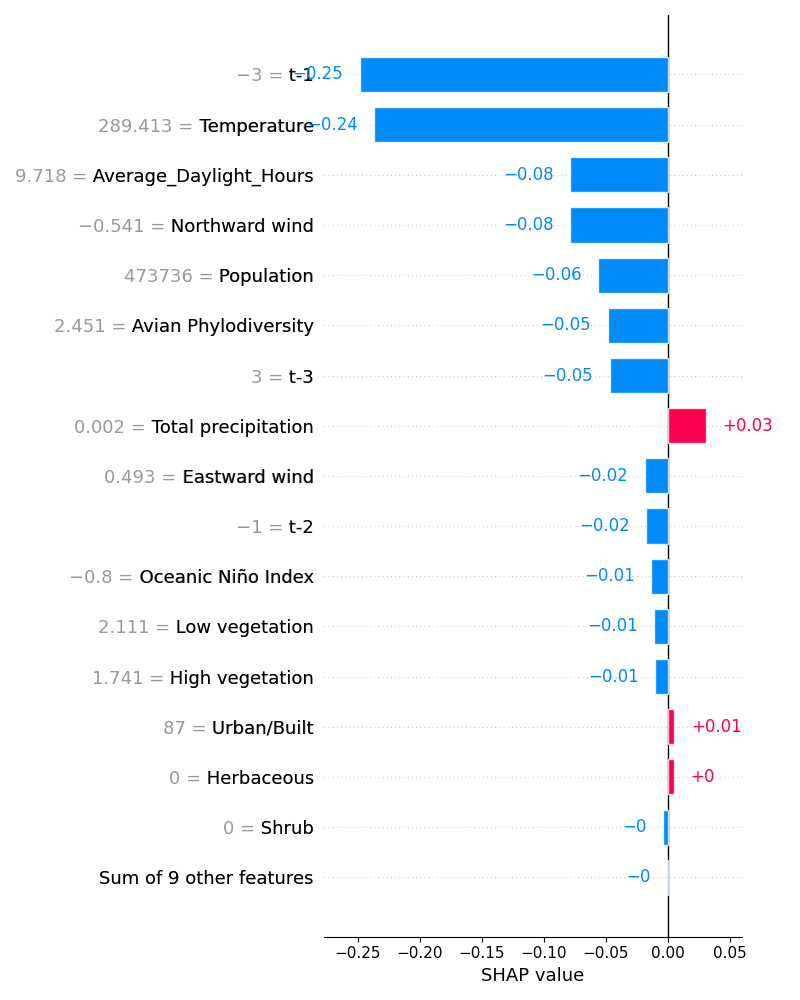 −3 = t-1 −0.25
289.413 = Temperature −0.24
9.718 = Average_Daylight_Hours −0.08
−0.541 = Northward wind −0.08
473736 = Population −0.06
2.451 = Avian Phylodiversity −0.05
3 = t-3 −0.05
0.002 = Total precipitation +0.03
0.493 = Eastward wind −0.02
−1 = t-2 −0.02
−0.8 = Oceanic Niño Index −0.01
2.111 = Low vegetation −0.01
1.741 = High vegetation −0.01
87 = Urban/Built +0.01
0 = Herbaceous +0
0 = Shrub −0
Sum of 9 other features −0
−0.25 −0.20 −0.15 −0.10 −0.05 0.00 0.05
SHAP value